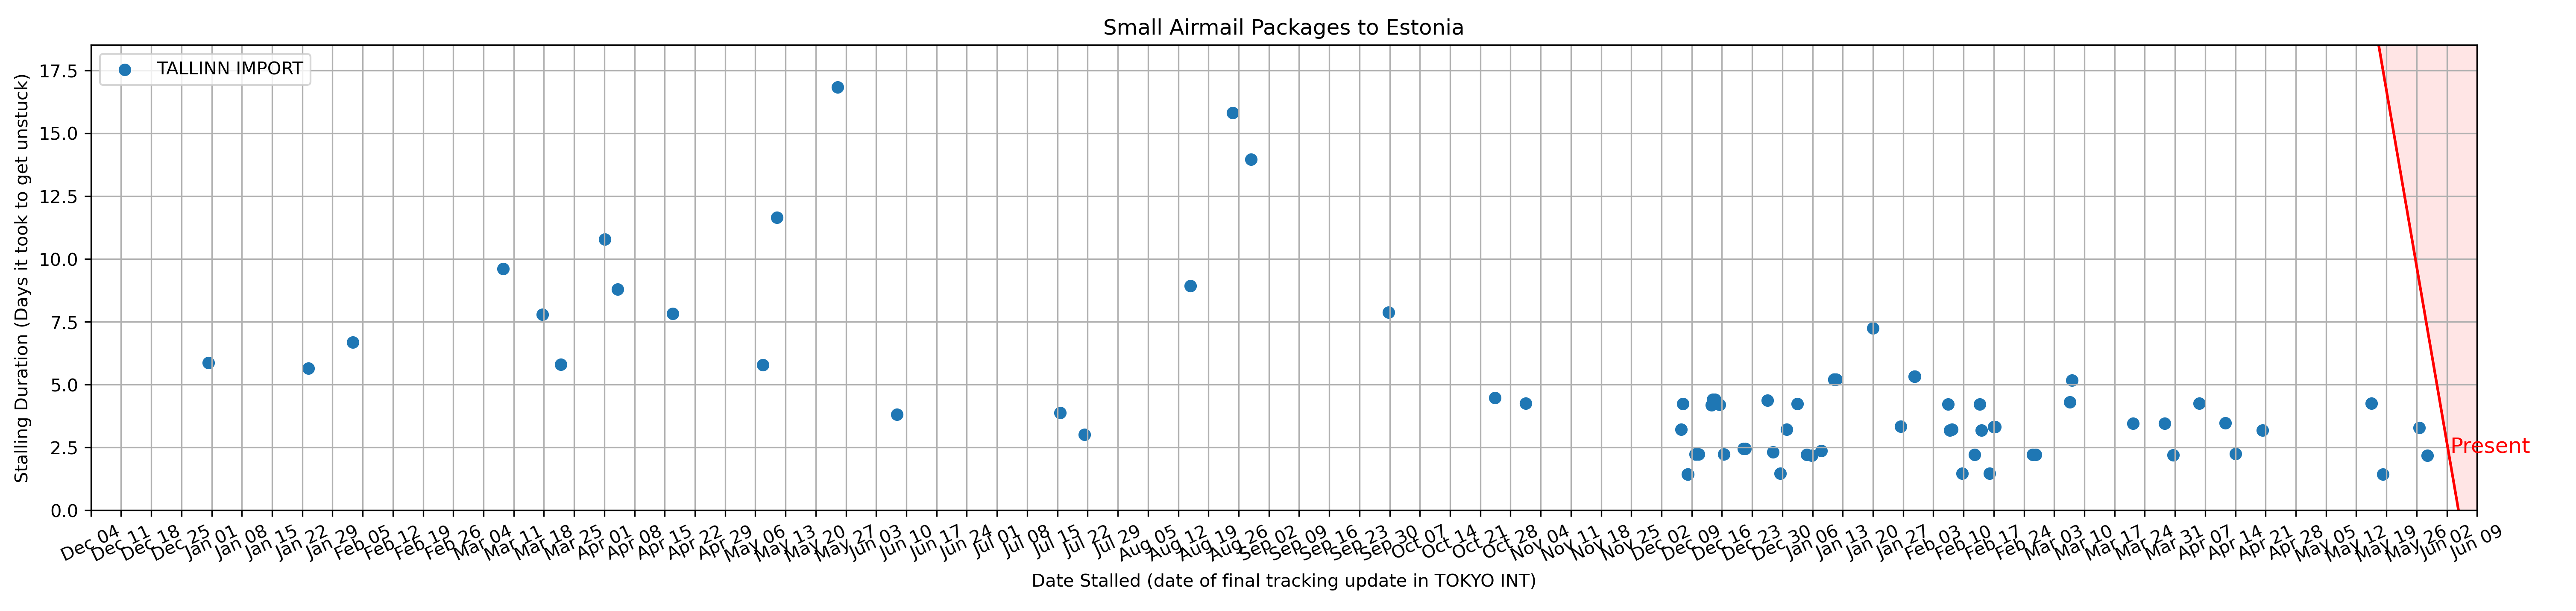 Small Airmail Packages to Estonia
TALLINN IMPORT
Stalling Duration (Days it took to get unstuck)
17.5
15.0
12.5
10.0
7.5
5.0
2.5
0.0
Present
Dec 04
Dec 11
Dec 18
Dec 25
Jan 01
Jan 08
Jan 15
Jan 22
Jan 29
Feb 05
Feb 12
Feb 19
Feb 26
Mar 04
Mar 11
Mar 18
Mar 25
Apr 01
Apr 08
Apr 15
Apr 22
Apr 29
May 06
May 13
May 20
May 27
Jun 03
Jun 10
Jun 17
Jun 24
Jul 01
Jul 08
Jul 15
Jul 22
Jul 29
Aug 05
Aug 12
Aug 19
Aug 26
Sep 02
Sep 09
Sep 16
Sep 23
Sep 30
Oct 07
Oct 14
Oct 21
Oct 28
Nov 04
Nov 11
Nov 18
Nov 25
Dec 02
Dec 09
Dec 16
Dec 23
Dec 30
Jan 06
Jan 13
Jan 20
Jan 27
Feb 03
Feb 10
Feb 17
Feb 24
Mar 03
Mar 10
Mar 17
Mar 24
Mar 31
Apr 07
Apr 14
Apr 21
Apr 28
May 05
May 12
May 19
May 26
Jun 02
Jun 09
Date Stalled (date of final tracking update in TOKYO INT)